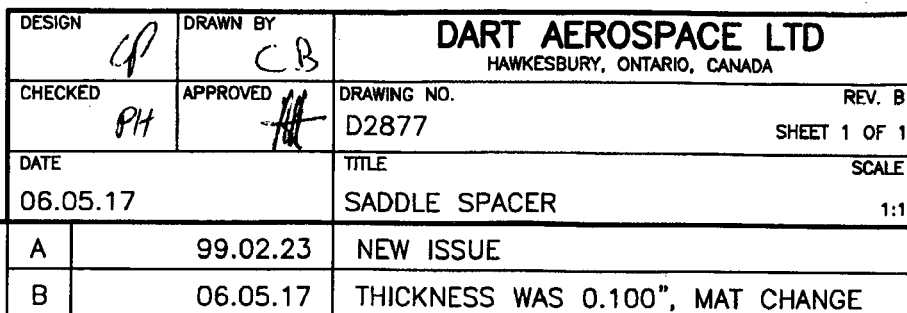 DESIGN
CP
DRAWN BY
CB
DART AEROSPACE LTD
HAWKESBURY, ONTARIO, CANADA
CHECKED
PH
APPROVED
DRAWING NO.
D2877
REV. B
SHEET 1 OF 1
DATE
06.05.17
TITLE
SADDLE SPACER
SCALE
1:1
A 99.02.23 NEW ISSUE
B 06.05.17 THICKNESS WAS 0.100", MAT CHANGE